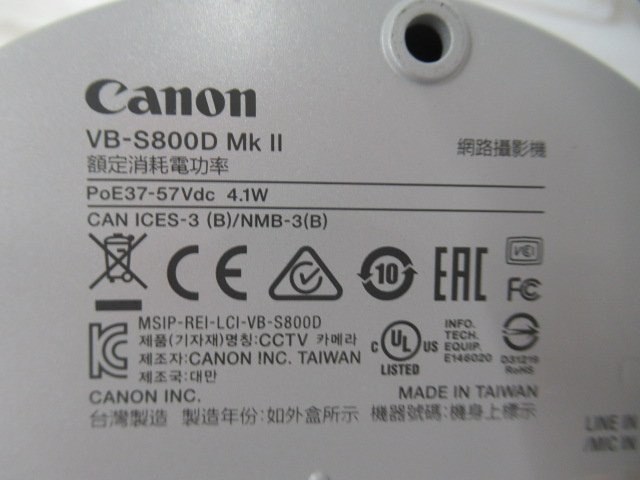 Canon
VB-S800D Mk II
額定消耗電功率
網路攝影機
PoE37-57Vdc 4.1W
CAN ICES-3 (B)/NMB-3(B)
CE
10
EAC
VCI
FC
MSIP-REI-LCI-VB-S800D
제품(기자재)명칭:CCTV 카메라
제조자:CANON INC. TAIWAN
제조국:대만
C UL US
LISTED
INFO.
TECH.
EQUIP.
E146020
D31216
RoHS
CANON INC.
MADE IN TAIWAN
台灣製造 製造年份:如外盒所示 機器號碼:機身上標示
LINE IN
/MIC IN